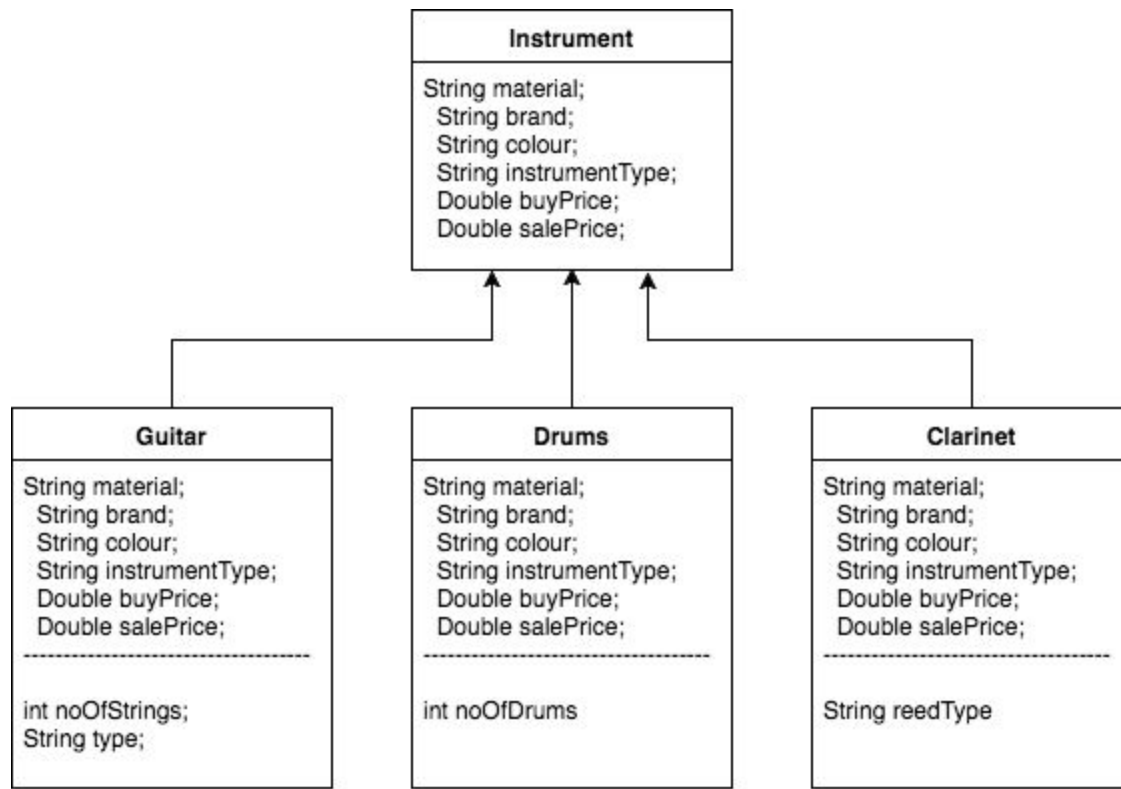 Instrument
String material;
String brand;
String colour;
String instrumentType;
Double buyPrice;
Double salePrice;
Guitar
String material;
String brand;
String colour;
String instrumentType;
Double buyPrice;
Double salePrice;
------------------------------------
int noOfStrings;
String type;
Drums
String material;
String brand;
String colour;
String instrumentType;
Double buyPrice;
Double salePrice;
------------------------------------
int noOfDrums
Clarinet
String material;
String brand;
String colour;
String instrumentType;
Double buyPrice;
Double salePrice;
------------------------------------
String reedType